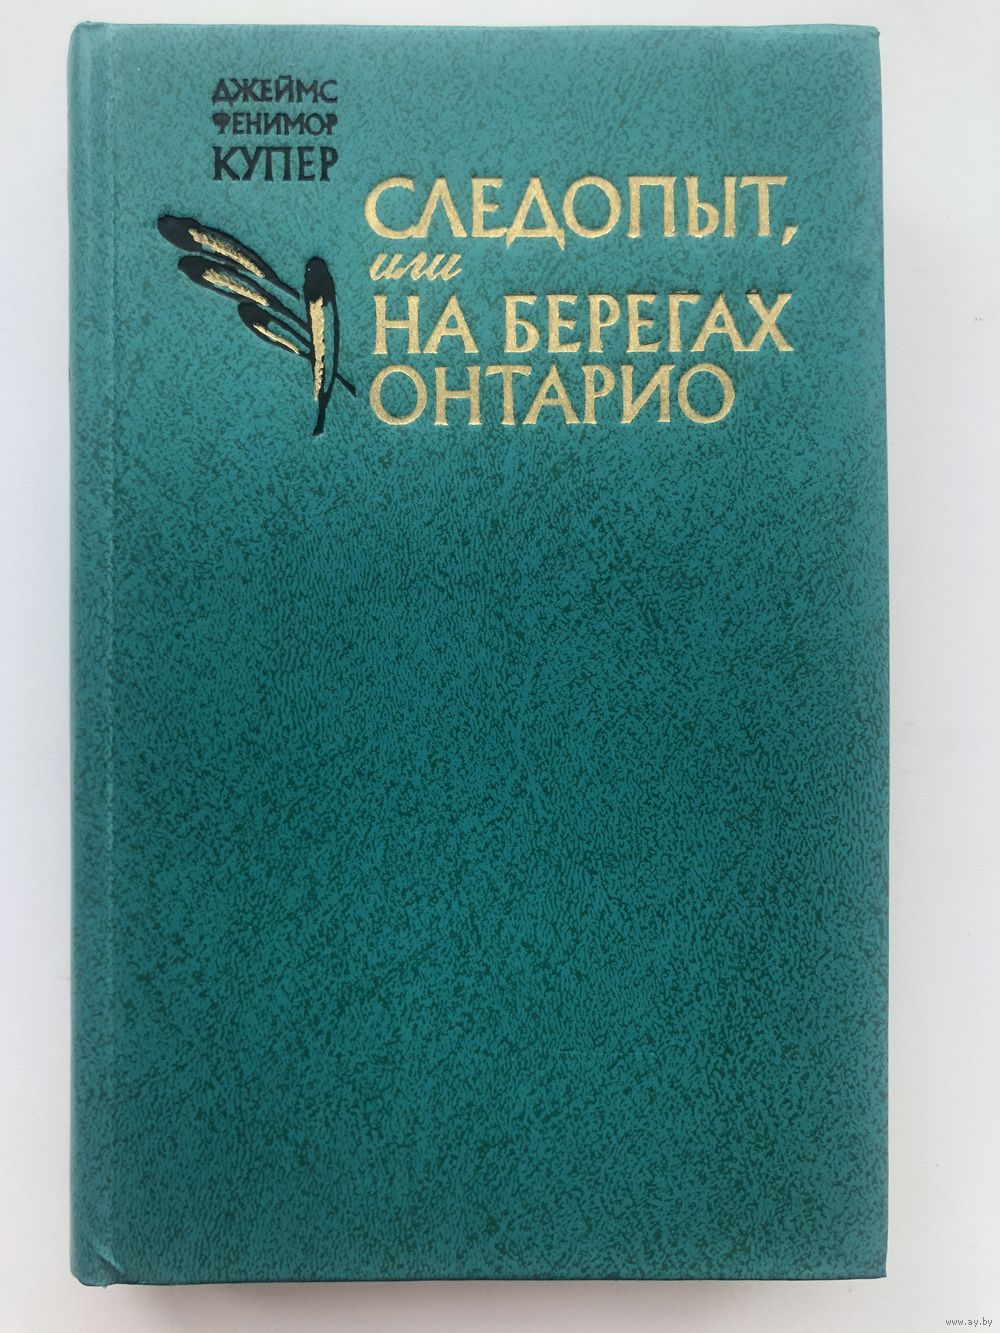 ДЖЕЙМС
ФЕНИМОР
КУПЕР
СЛЕДОПЫТ,
или
НА БЕРЕГАХ
ОНТАРИО
www.ay.by